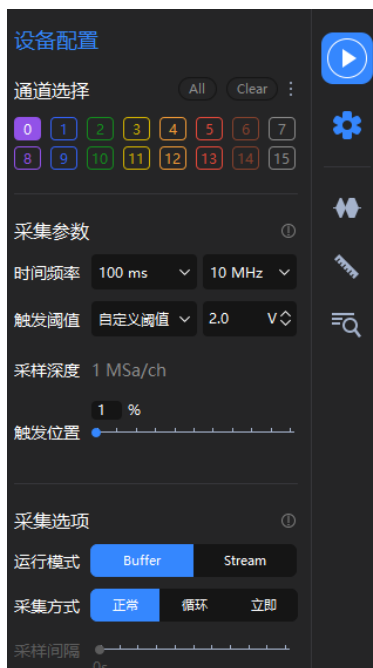 设备配置
通道选择 All Clear
0 1 2 3 4 5 6 7
8 9 10 11 12 13 14 15
采集参数
时间频率 100 ms 10 MHz
触发阈值 自定义阈值 2.0 V
采样深度 1 MSa/ch
1 %
触发位置
采集选项
运行模式 Buffer Stream
采集方式 正常 循环 立即
采样间隔
0s